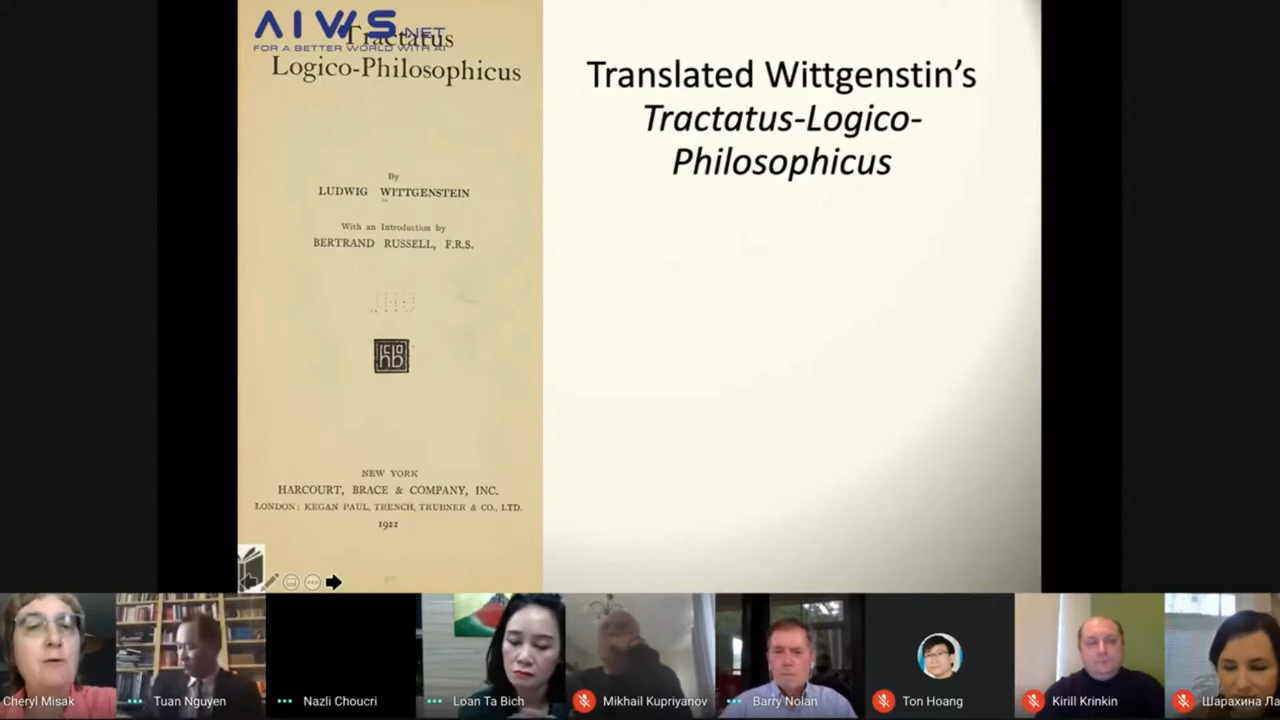 AIWS.NET
FOR A BETTER WORLD WITH AI
Tractatus
Logico-Philosophicus
By
LUDWIG WITTGENSTEIN
With an Introduction by
BERTRAND RUSSELL, F.R.S.
NEW YORK
HARCOURT, BRACE & COMPANY, INC.
LONDON: KEGAN PAUL, TRENCH, TRUBNER & CO., LTD.
1922
Translated Wittgenstin’s
Tractatus-Logico-
Philosophicus
Cheryl Misak
Tuan Nguyen
Nazli Choucri
Loan Ta Bich
Mikhail Kupriyanov
Barry Nolan
Ton Hoang
Kirill Krinkin
Шарахина Ла